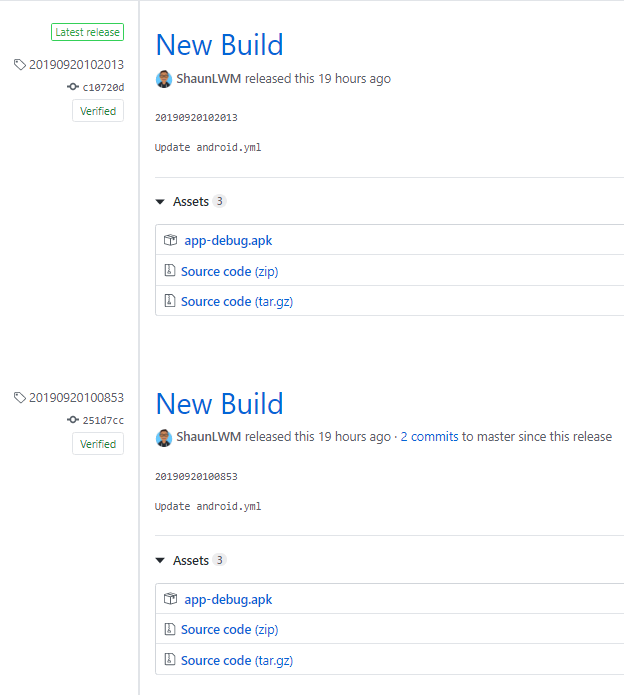 Latest release
20190920102013
c10720d
Verified
New Build
ShaunLWM released this 19 hours ago
20190920102013
Update android.yml
Assets 3
app-debug.apk
Source code (zip)
Source code (tar.gz)
20190920100853
251d7cc
Verified
New Build
ShaunLWM released this 19 hours ago · 2 commits to master since this release
20190920100853
Update android.yml
Assets 3
app-debug.apk
Source code (zip)
Source code (tar.gz)